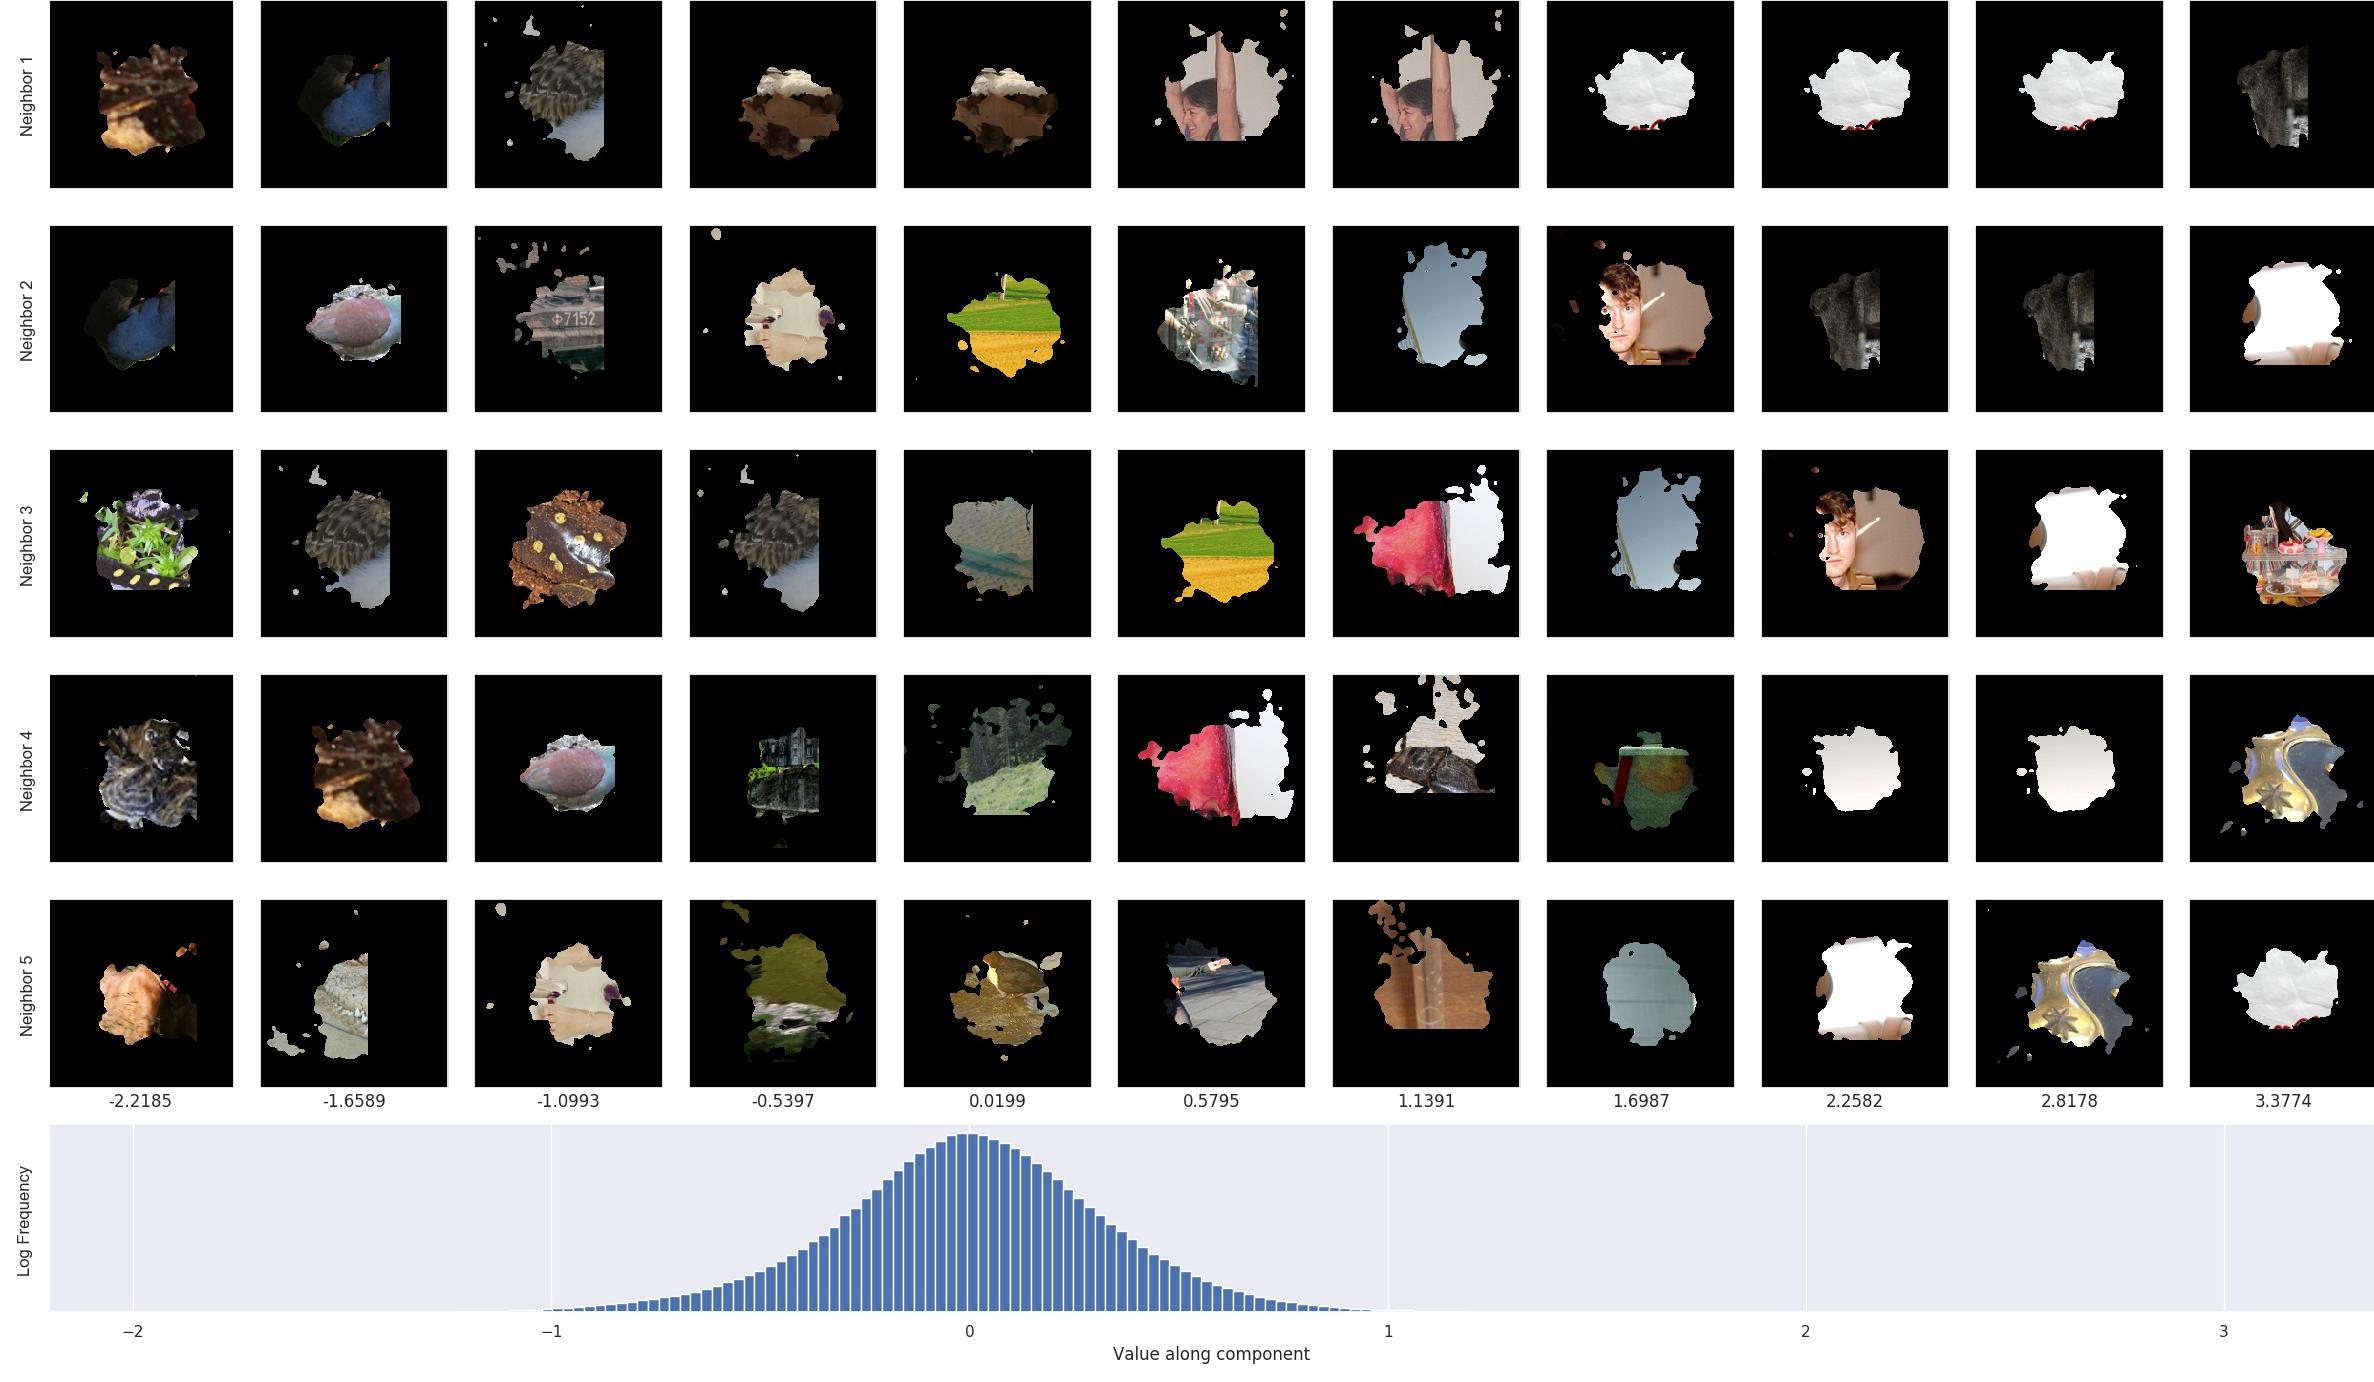 Neighbor 1
Neighbor 2
7152
Neighbor 3
Neighbor 4
Neighbor 5
-2.2185 -1.6589 -1.0993 -0.5397 0.0199 0.5795 1.1391 1.6987 2.2582 2.8178 3.3774
Log Frequency
−2 −1 0 1 2 3
Value along component